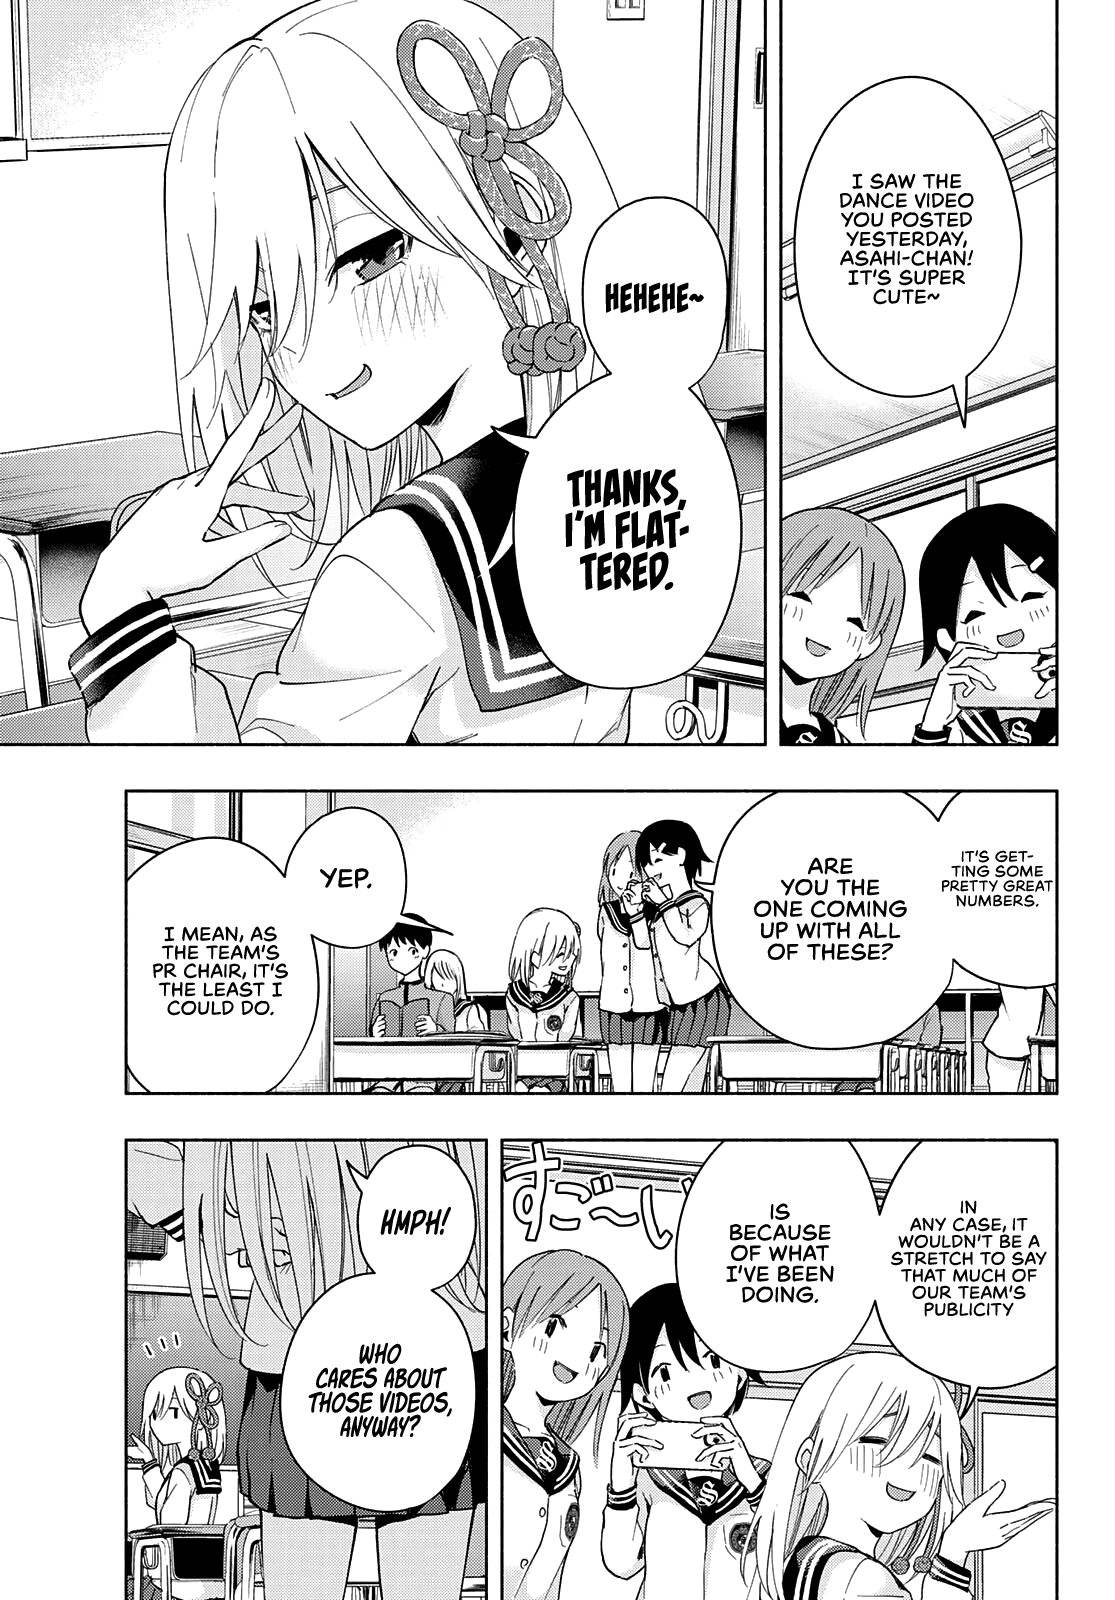 I SAW THE
DANCE VIDEO
YOU POSTED
YESTERDAY,
ASAHI-CHAN!
IT'S SUPER
CUTE~
HEHEHE~
THANKS,
I'M FLAT-
TERED.
IT'S GET-
TING SOME
PRETTY GREAT
NUMBERS.
ARE
YOU THE
ONE COMING
UP WITH ALL
OF THESE?
YEP.
I MEAN, AS
THE TEAM'S
PR CHAIR, IT'S
THE LEAST I
COULD DO.
IN
ANY CASE, IT
WOULDN'T BE A
STRETCH TO SAY
THAT MUCH OF
OUR TEAM'S
PUBLICITY
IS
BECAUSE
OF WHAT
I'VE BEEN
DOING.
すご〜い
S
S
HMPH!
WHO
CARES ABOUT
THOSE VIDEOS,
ANYWAY?